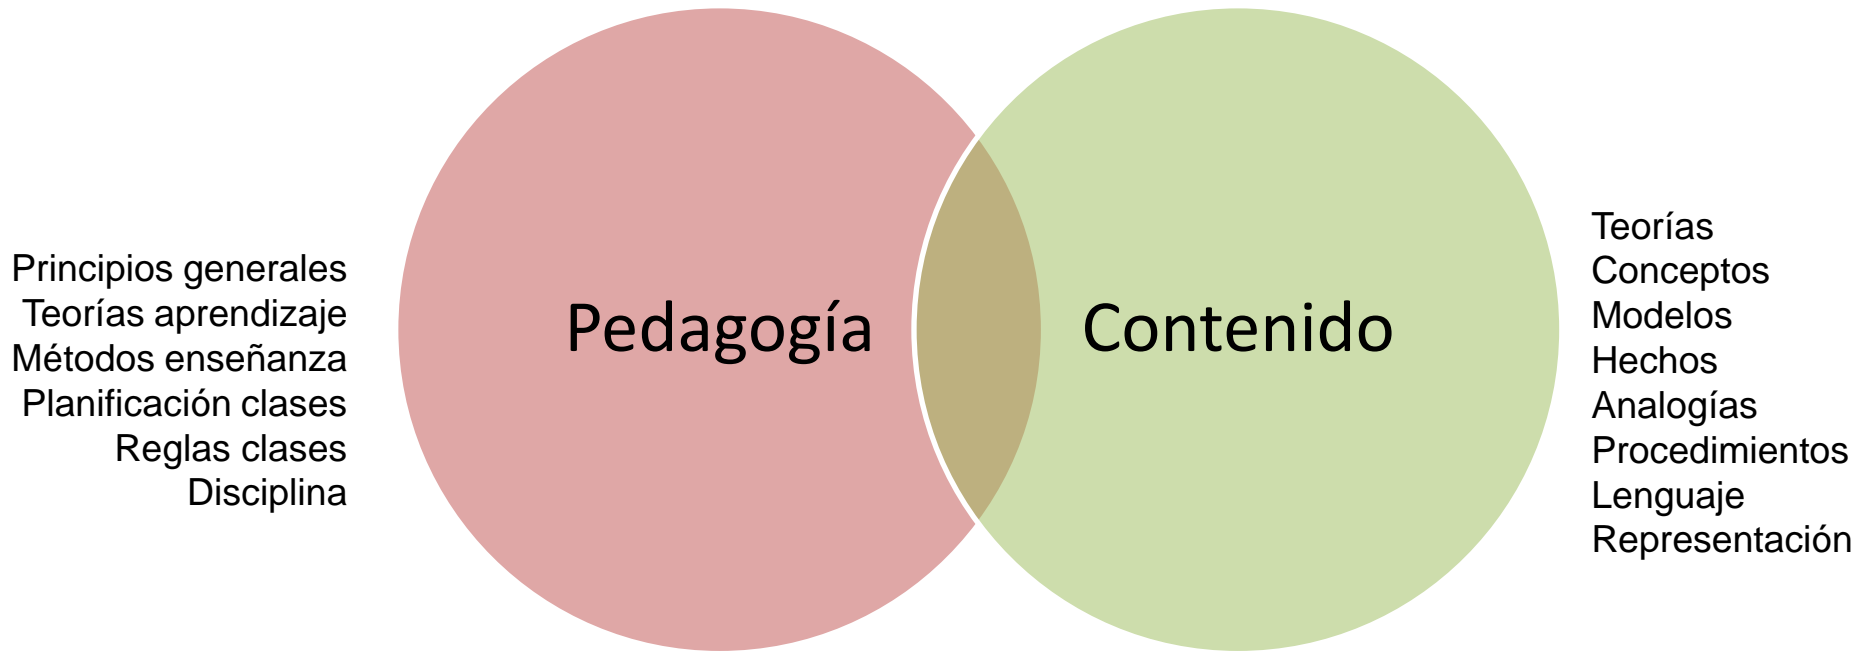 Principios generales
Teorías aprendizaje
Métodos enseñanza
Planificación clases
Reglas clases
Disciplina
Pedagogía
Contenido
Teorías
Conceptos
Modelos
Hechos
Analogías
Procedimientos
Lenguaje
Representación